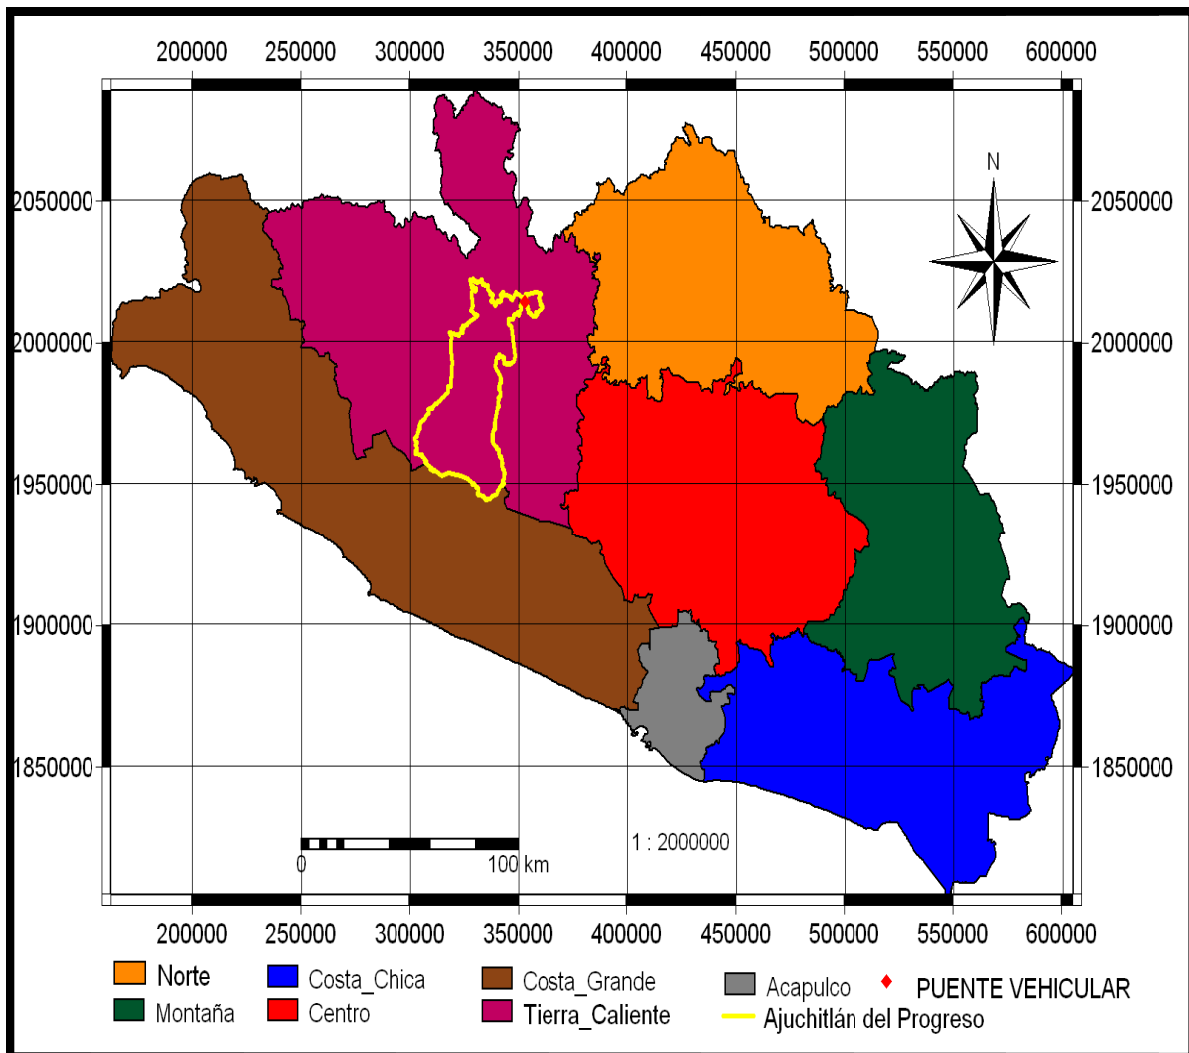 200000 250000 300000 350000 400000 450000 500000 550000 600000
N
2050000 2050000
2000000 2000000
1950000 1950000
1900000 1900000
1850000 1850000
1 : 2000000
0 100 km
200000 250000 300000 350000 400000 450000 500000 550000 600000
Norte Costa_Chica Costa_Grande Acapulco PUENTE VEHICULAR
Montaña Centro Tierra_Caliente Ajuchitlán del Progreso